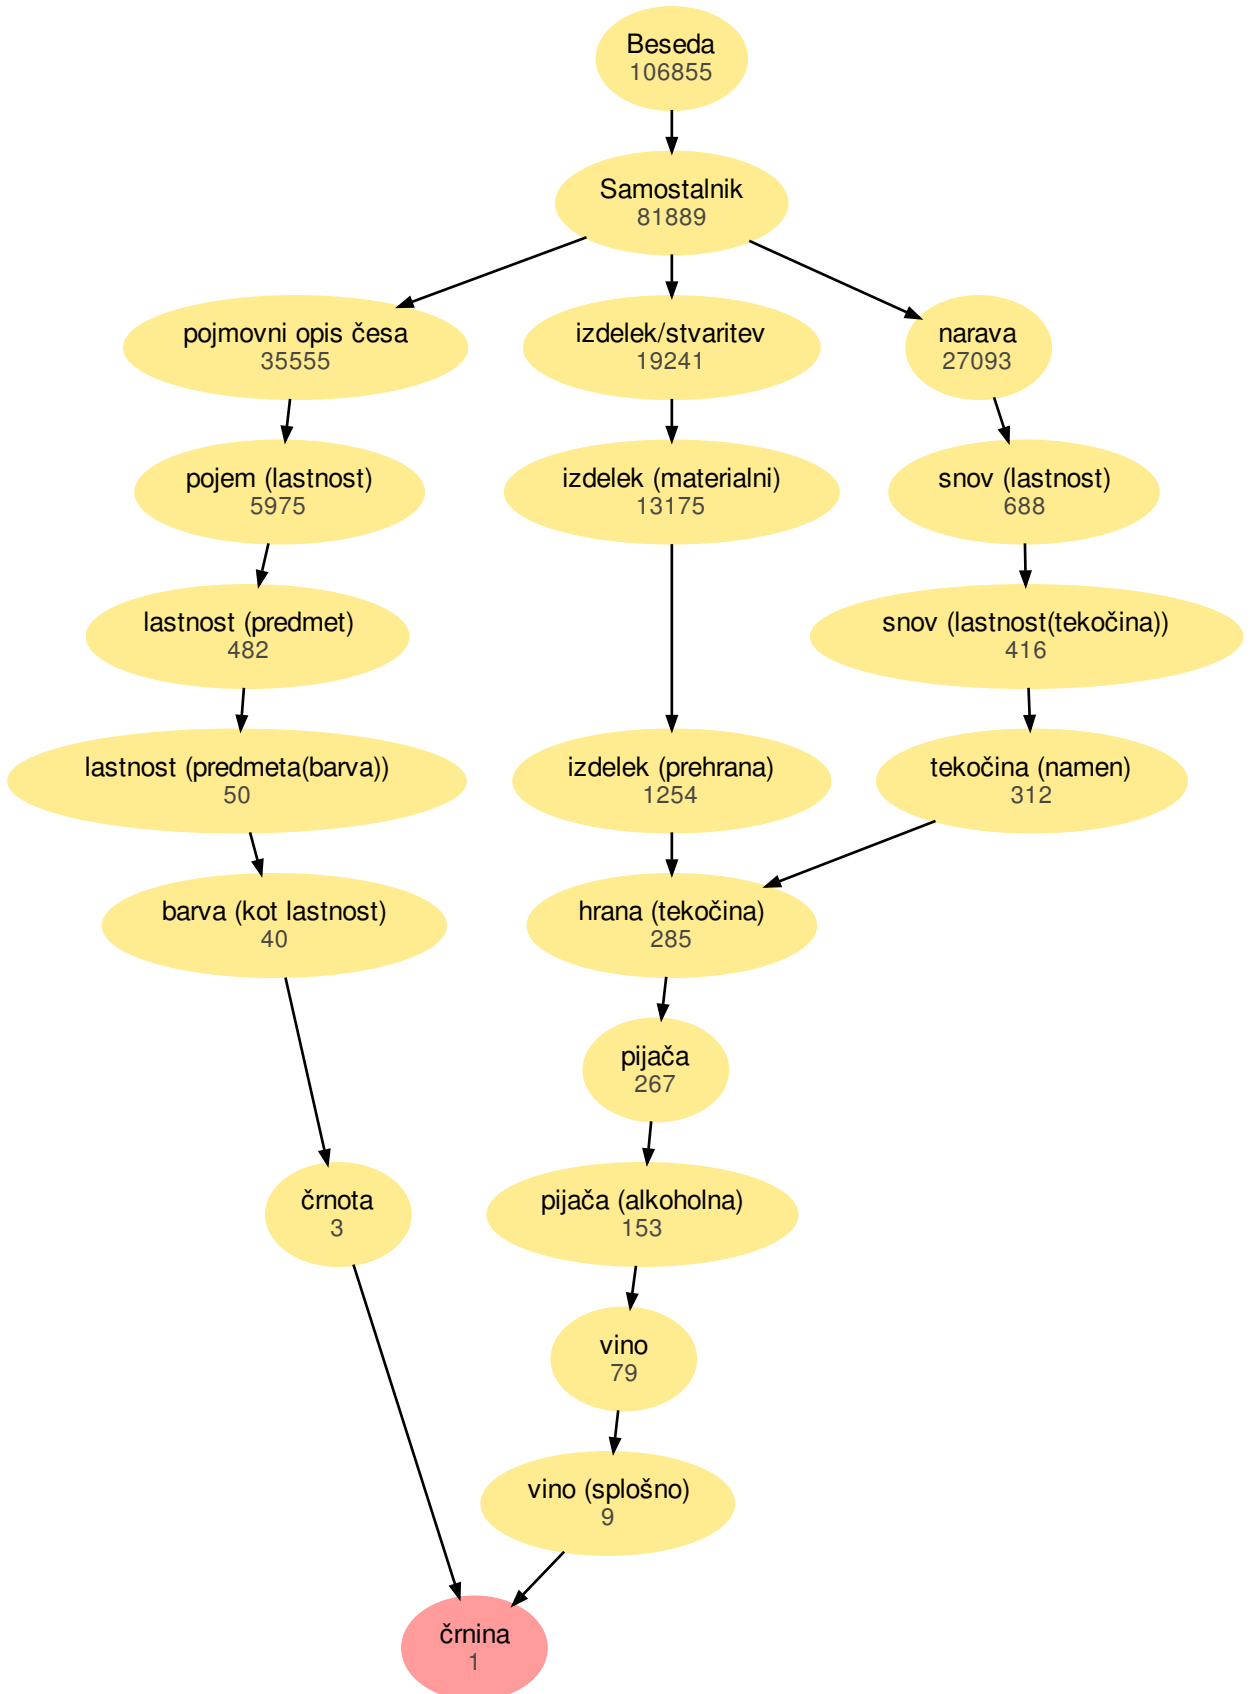 Beseda
106855
Samostalnik
81889
pojmovni opis česa
35555
izdelek/stvaritev
19241
narava
27093
pojem (lastnost)
5975
izdelek (materialni)
13175
snov (lastnost)
688
lastnost (predmet)
482
snov (lastnost(tekočina))
416
lastnost (predmeta(barva))
50
izdelek (prehrana)
1254
tekočina (namen)
312
barva (kot lastnost)
40
hrana (tekočina)
285
pijača
267
črnota
3
pijača (alkoholna)
153
vino
79
vino (splošno)
9
črnina
1